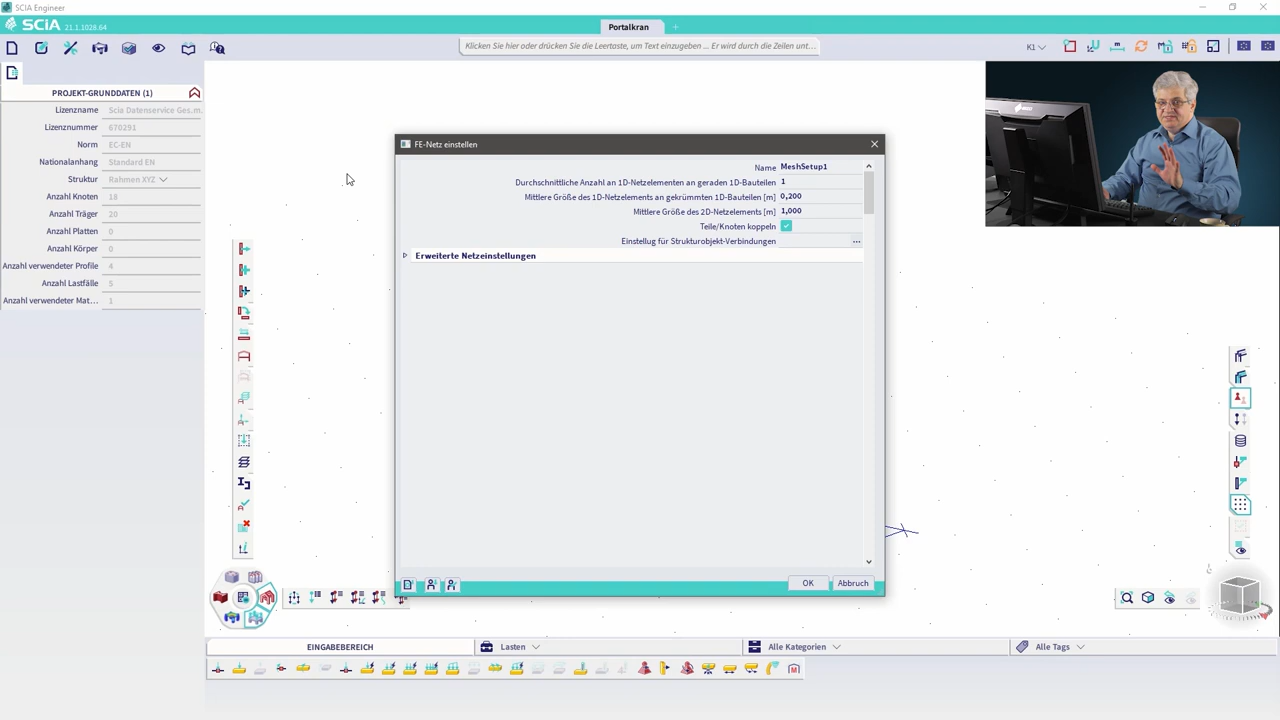 SCIA Engineer
SCIA 21.1.1028.64
Portalkran
Klicken Sie hier oder drücken Sie die Leertaste, um Text einzugeben ... Er wird durch die Zeilen unt...
K1
PROJEKT-GRUNDDATEN (1)
Lizenzname Scia Datenservice Ges.m.
Lizenznummer 670291
Norm EC-EN
Nationalanhang Standard EN
Struktur Rahmen XYZ
Anzahl Knoten 18
Anzahl Träger 20
Anzahl Platten 0
Anzahl Körper 0
Anzahl verwendeter Profile 4
Anzahl Lastfälle 5
Anzahl verwendeter Mat... 1
FE-Netz einstellen
Name MeshSetup1
Durchschnittliche Anzahl an 1D-Netzelementen an geraden 1D-Bauteilen 1
Mittlere Größe des 1D-Netzelements an gekrümmten 1D-Bauteilen [m] 0,200
Mittlere Größe des 2D-Netzelements [m] 1,000
Teile/Knoten koppeln
Einstellug für Strukturobjekt-Verbindungen ...
Erweiterte Netzeinstellungen
OK Abbruch
EINGABEBEREICH Lasten Alle Kategorien Alle Tags